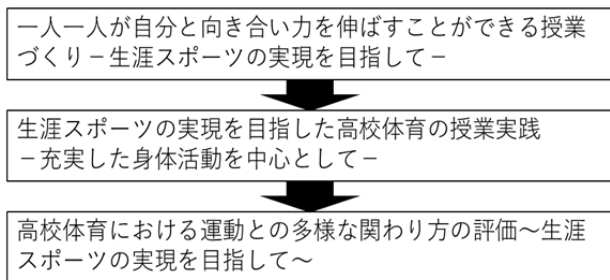 一人一人が自分と向き合い力を伸ばすことができる授業
づくり－生涯スポーツの実現を目指して－
生涯スポーツの実現を目指した高校体育の授業実践
－充実した身体活動を中心として－
高校体育における運動との多様な関わり方の評価～生涯
スポーツの実現を目指して～